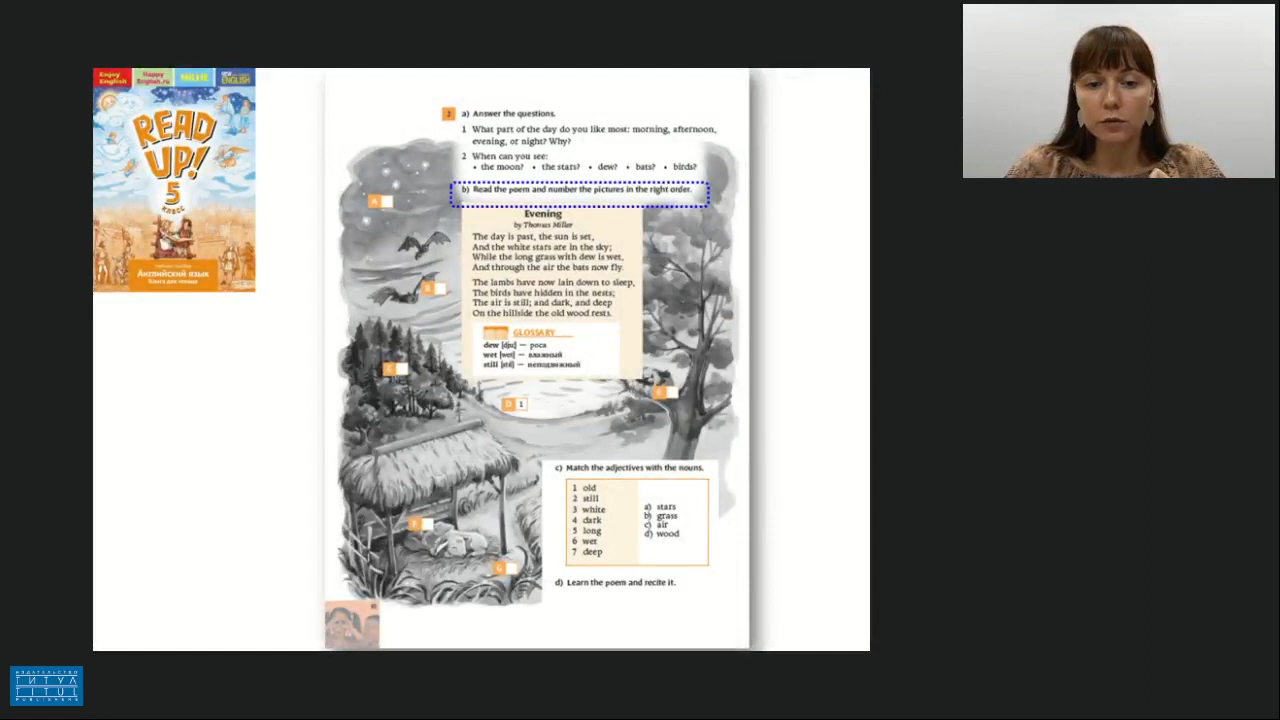 Enjoy English
Happy English.ru
МИЛЛИ
NEW MILLENNIUM ENGLISH
READ UP!
5
КЛАСС
Английский язык
Книга для чтения
2 a) Answer the questions.
1 What part of the day do you like most: morning, afternoon,
evening, or night? Why?
2 When can you see:
• the moon? • the stars? • dew? • bats? • birds?
b) Read the poem and number the pictures in the right order.
A
Evening
by Thomas Miller
The day is past, the sun is set,
And the white stars are in the sky;
While the long grass with dew is wet,
And through the air the bats now fly.
B
The lambs have now lain down to sleep,
The birds have hidden in the nests;
The air is still; and dark, and deep
On the hillside the old wood rests.
GLOSSARY
dew [djuː] — роса
wet [wet] — влажный
still [stɪl] — неподвижный
C
E
D 1
c) Match the adjectives with the nouns.
1 old
2 still
3 white
4 dark
5 long
6 wet
7 deep
a) stars
b) grass
c) air
d) wood
F
G
d) Learn the poem and recite it.
ИЗДАТЕЛЬСТВО
ТИТУЛ
TITUL
PUBLISHERS